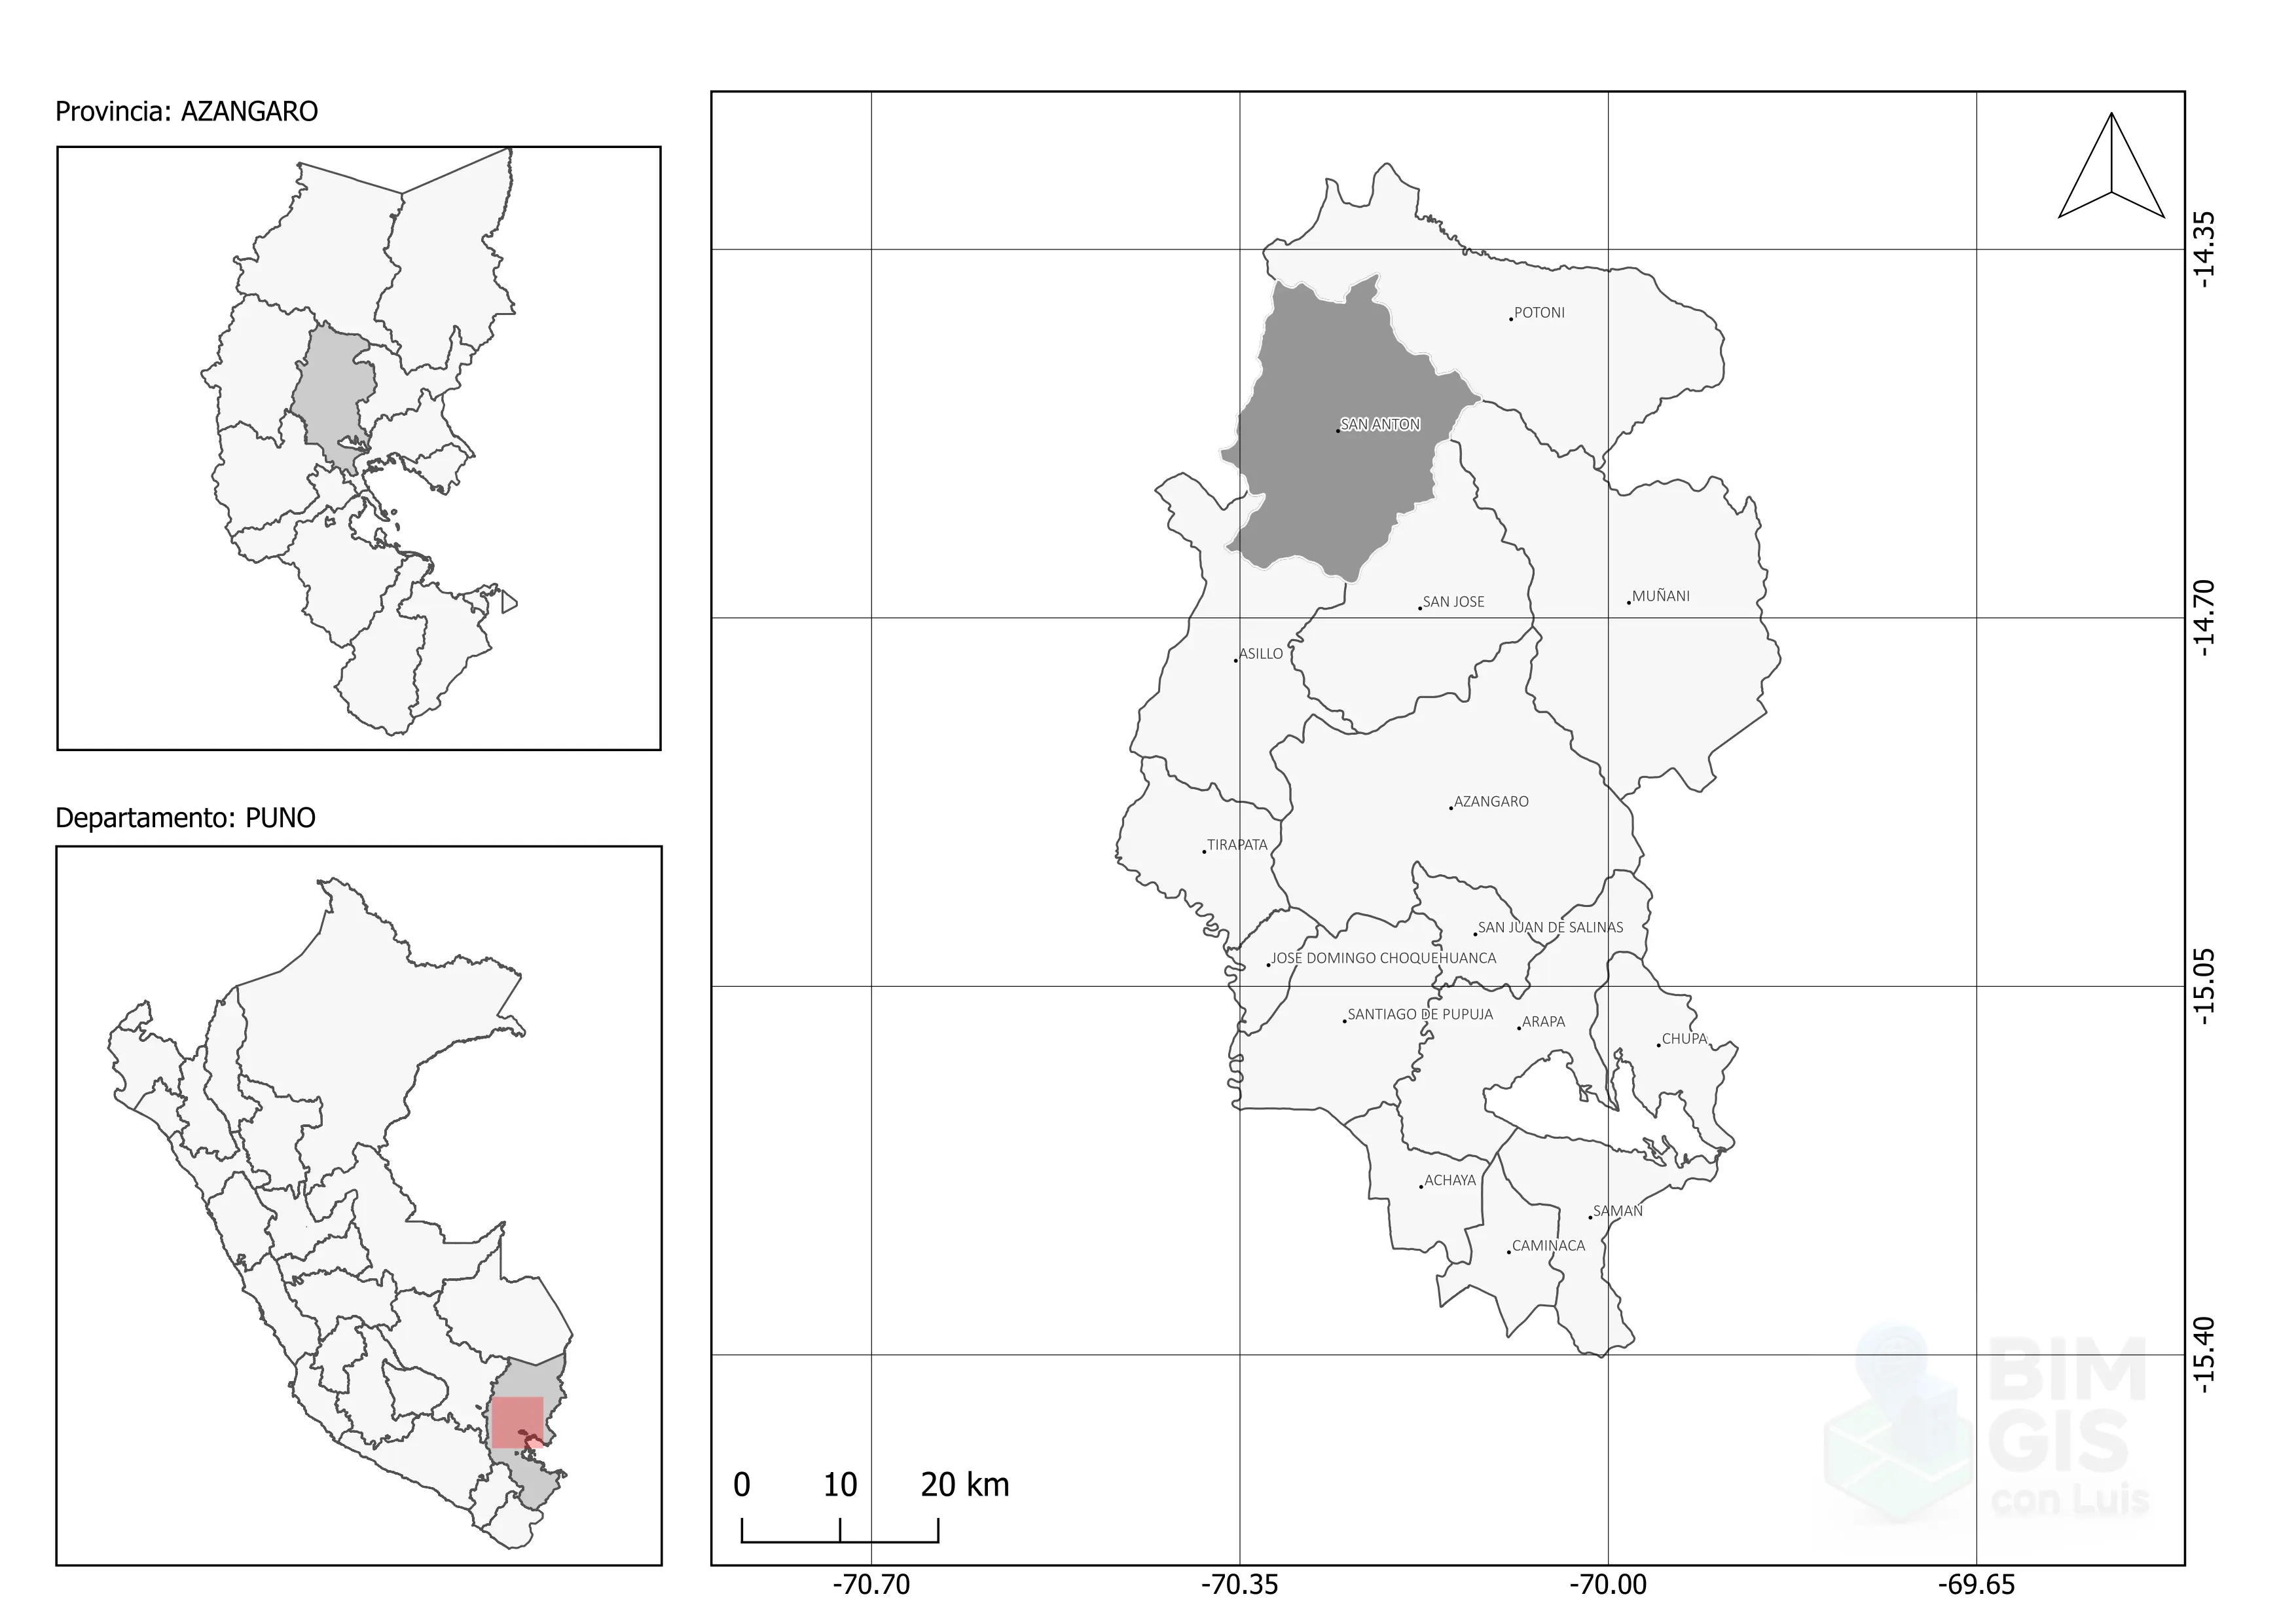 Provincia: AZANGARO
Departamento: PUNO
POTONI
SAN ANTON
SAN JOSE
MUÑANI
ASILLO
AZANGARO
TIRAPATA
SAN JUAN DE SALINAS
JOSE DOMINGO CHOQUEHUANCA
SANTIAGO DE PUPUJA
ARAPA
CHUPA
ACHAYA
SAMAN
CAMINACA
-14.35
-14.70
-15.05
-15.40
0 10 20 km
-70.70 -70.35 -70.00 -69.65
BIM
GIS
con Luis